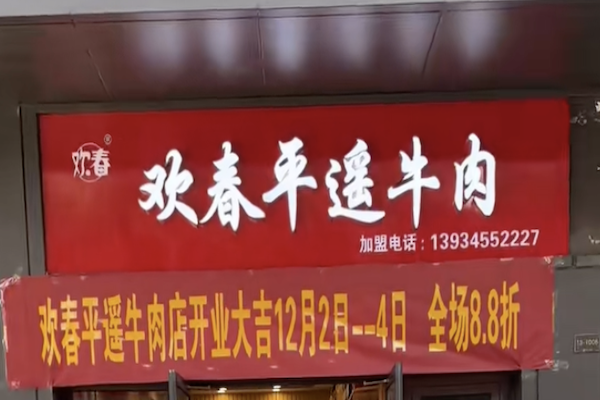 欢春®
欢春平遥牛肉
加盟电话：13934552227
欢春平遥牛肉店开业大吉12月2日--4日 全场8.8折